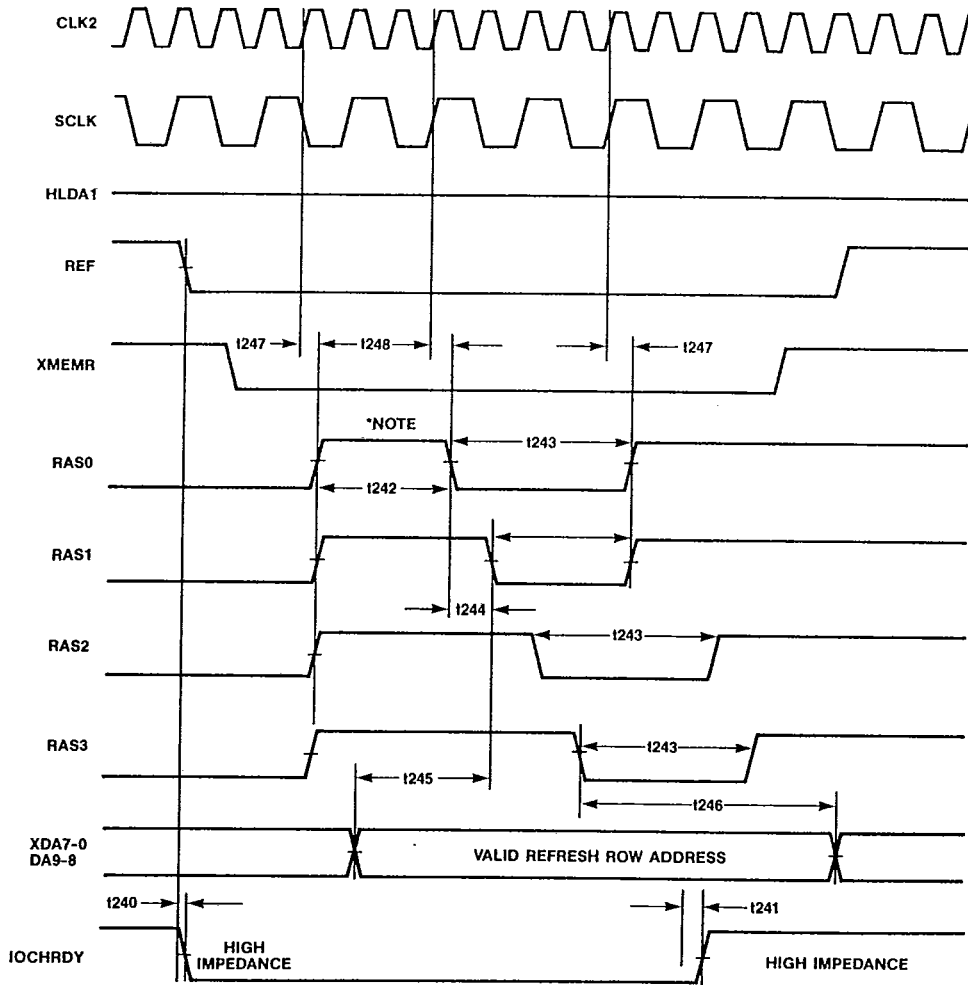 CLK2
SCLK
HLDA1
REF
t247 t248 t247
XMEMR
*NOTE
RAS0
t243
t242
RAS1
t244
RAS2
t243
RAS3
t243
t245
t246
XDA7-0
DA9-8
VALID REFRESH ROW ADDRESS
t240
t241
IOCHRDY
HIGH
IMPEDANCE
HIGH IMPEDANCE